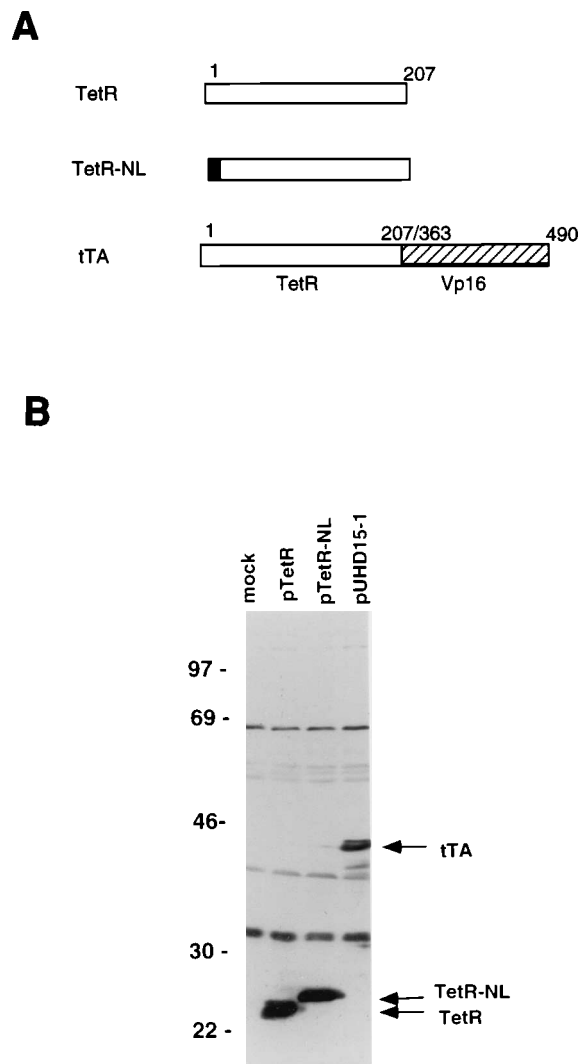 A
1 207
TetR
TetR-NL
1 207/363 490
tTA
TetR Vp16
B
mock
pTetR
pTetR-NL
pUHD15-1
97 -
69 -
46-
tTA
30 -
TetR-NL
TetR
22 -